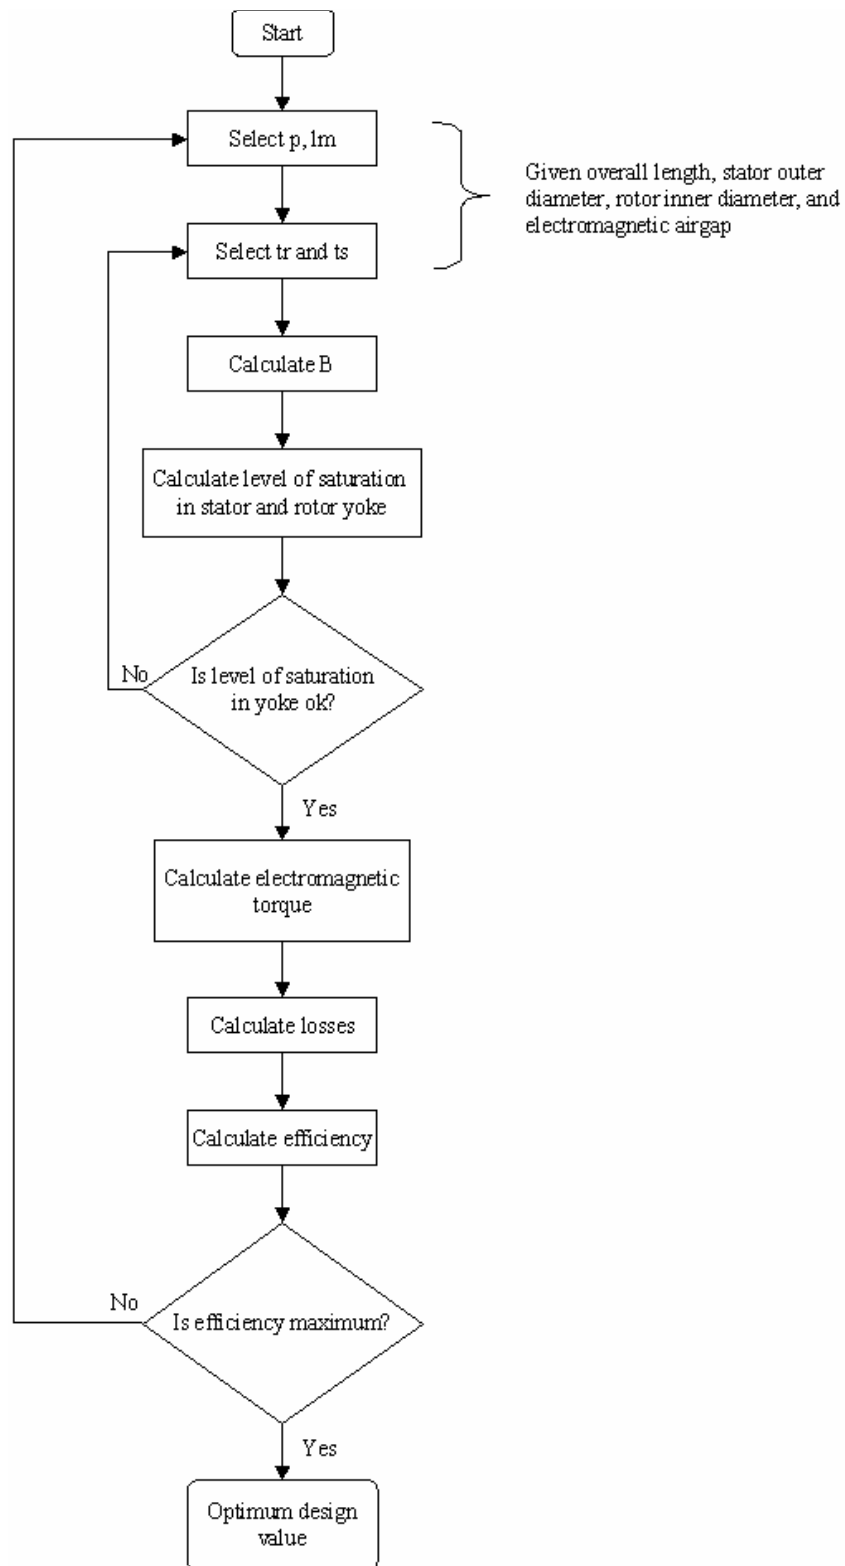 Start
Select p, lm
Given overall length, stator outer
diameter, rotor inner diameter, and
electromagnetic airgap
Select tr and ts
Calculate B
Calculate level of saturation
in stator and rotor yoke
Is level of saturation
in yoke ok?
No
Yes
Calculate electromagnetic
torque
Calculate losses
Calculate efficiency
Is efficiency maximum?
No
Yes
Optimum design
value